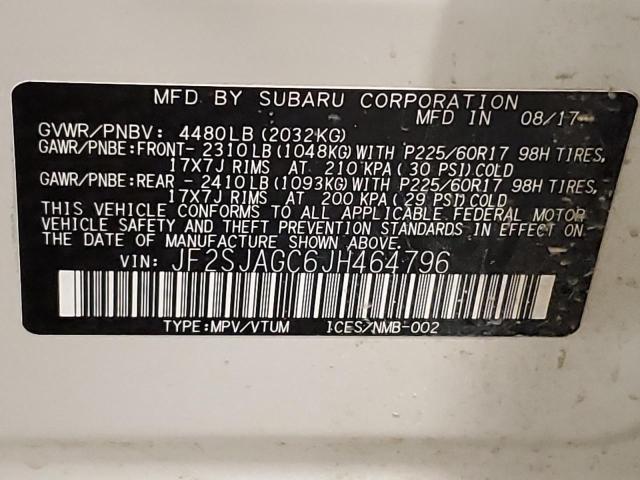 MFD BY SUBARU CORPORATION
MFD IN 08/17
GVWR/PNBV: 4480LB(2032KG)
GAWR/PNBE:FRONT- 2310LB(1048KG)WITH P225/60R17 98H TIRES,
17X7J RIMS AT 210KPA(30 PSI)COLD
GAWR/PNBE:REAR - 2410LB(1093KG)WITH P225/60R17 98H TIRES,
17X7J RIMS AT 200 KPA(29 PSI)COLD
THIS VEHICLE CONFORMS TO ALL APPLICABLE FEDERAL MOTOR
VEHICLE SAFETY AND THEFT PREVENTION STANDARDS IN EFFECT ON
THE DATE OF MANUFACTURE SHOWN ABOVE.
VIN: JF2SJAGC6JH464796
TYPE:MPV/VTUM 1CES/NMB-002